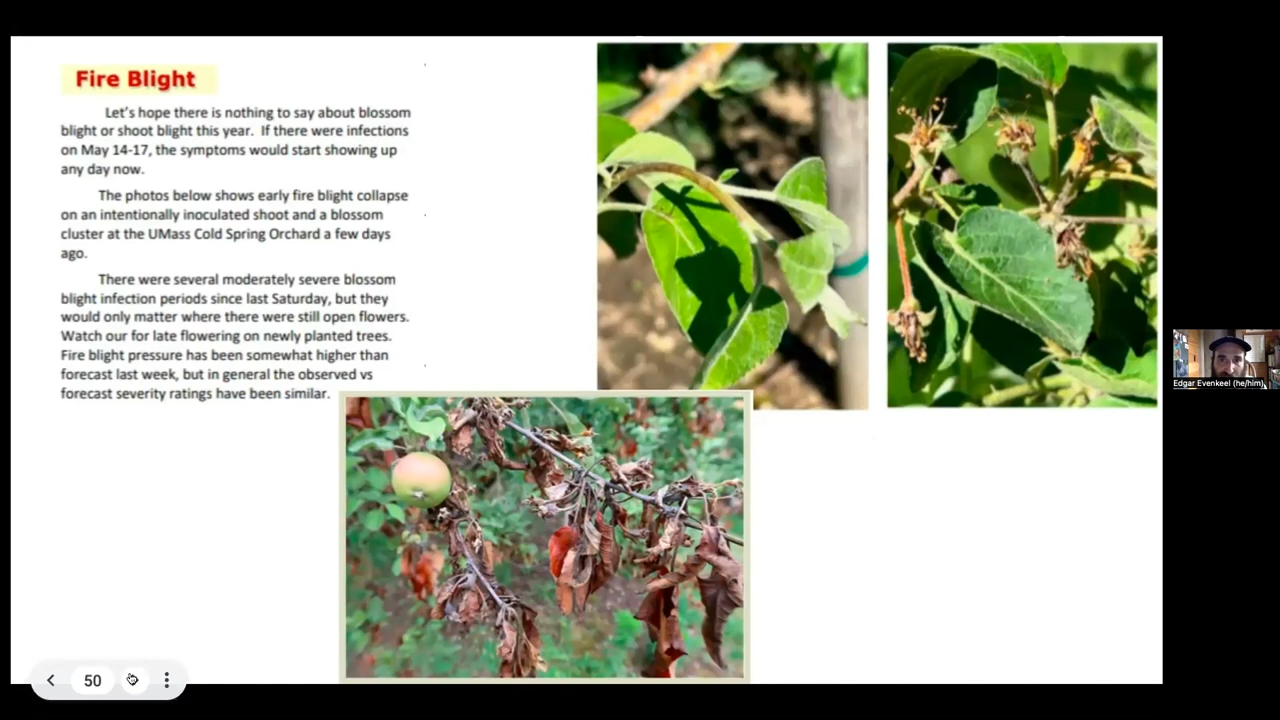 Fire Blight
Let's hope there is nothing to say about blossom
blight or shoot blight this year. If there were infections
on May 14-17, the symptoms would start showing up
any day now.
The photos below shows early fire blight collapse
on an intentionally inoculated shoot and a blossom
cluster at the UMass Cold Spring Orchard a few days
ago.
There were several moderately severe blossom
blight infection periods since last Saturday, but they
would only matter where there were still open flowers.
Watch our for late flowering on newly planted trees.
Fire blight pressure has been somewhat higher than
forecast last week, but in general the observed vs
forecast severity ratings have been similar.
Edgar Evenkeel (he/him)
50